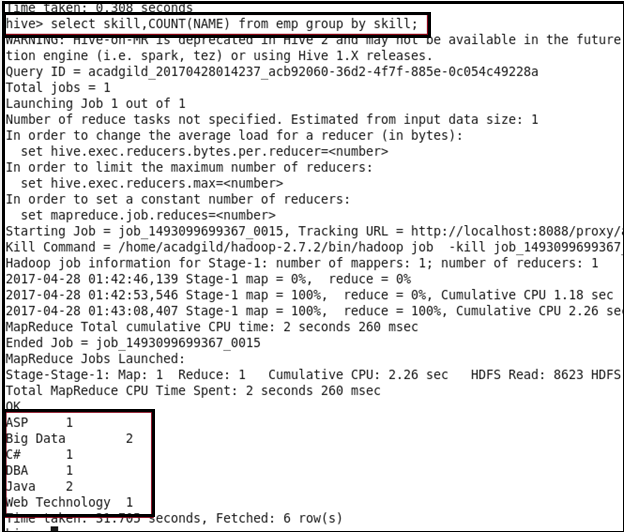 Time taken: 0.308 seconds
hive> select skill,COUNT(NAME) from emp group by skill;
WARNING: Hive-on-MR is deprecated in Hive 2 and may not be available in the future
tion engine (i.e. spark, tez) or using Hive 1.X releases.
Query ID = acadgild_20170428014237_acb92060-36d2-4f7f-885e-0c054c49228a
Total jobs = 1
Launching Job 1 out of 1
Number of reduce tasks not specified. Estimated from input data size: 1
In order to change the average load for a reducer (in bytes):
  set hive.exec.reducers.bytes.per.reducer=<number>
In order to limit the maximum number of reducers:
  set hive.exec.reducers.max=<number>
In order to set a constant number of reducers:
  set mapreduce.job.reduces=<number>
Starting Job = job_1493099699367_0015, Tracking URL = http://localhost:8088/proxy/
Kill Command = /home/acadgild/hadoop-2.7.2/bin/hadoop job  -kill job_1493099699367
Hadoop job information for Stage-1: number of mappers: 1; number of reducers: 1
2017-04-28 01:42:46,139 Stage-1 map = 0%,  reduce = 0%
2017-04-28 01:42:53,546 Stage-1 map = 100%,  reduce = 0%, Cumulative CPU 1.18 sec
2017-04-28 01:43:08,407 Stage-1 map = 100%,  reduce = 100%, Cumulative CPU 2.26 se
MapReduce Total cumulative CPU time: 2 seconds 260 msec
Ended Job = job_1493099699367_0015
MapReduce Jobs Launched:
Stage-Stage-1: Map: 1  Reduce: 1   Cumulative CPU: 2.26 sec   HDFS Read: 8623 HDFS
Total MapReduce CPU Time Spent: 2 seconds 260 msec
OK
ASP     1
Big Data        2
C#      1
DBA     1
Java    2
Web Technology  1
Time taken: 31.705 seconds, Fetched: 6 row(s)